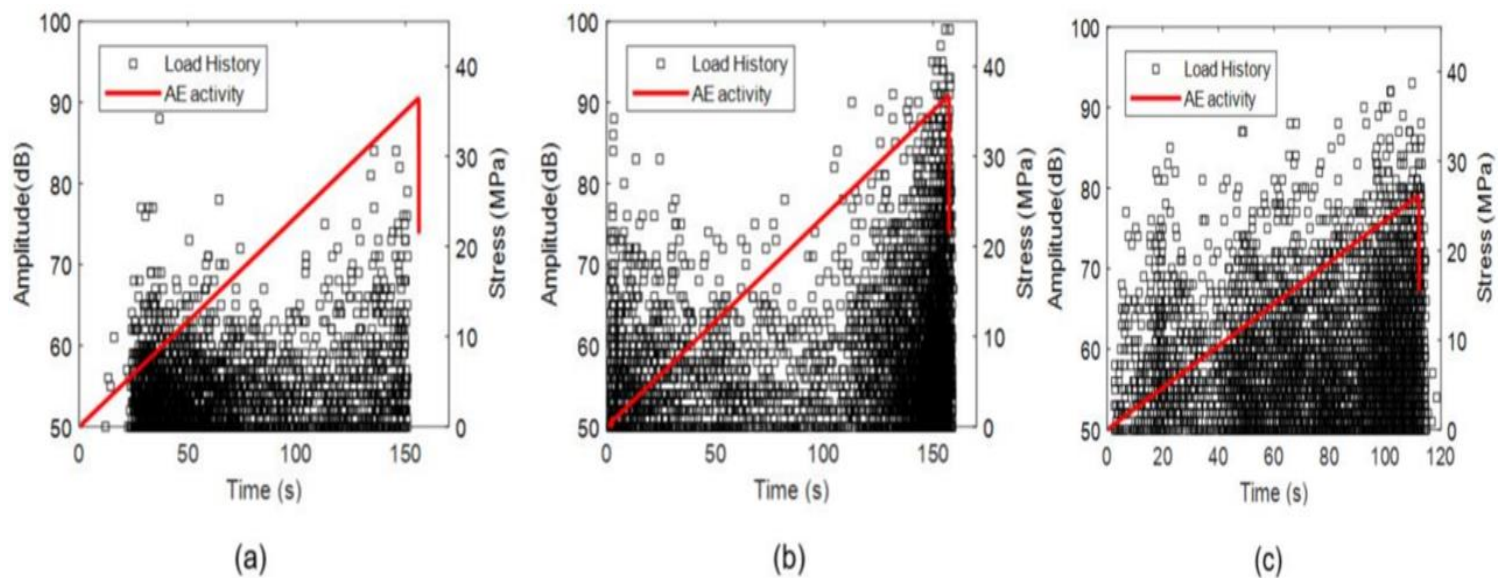 100
90
80
70
60
50
Amplitude(dB)
Load History
AE activity
40
30
20
10
0
Stress (MPa)
0 50 100 150
Time (s)
(a)
100
90
80
70
60
50
Amplitude(dB)
Load History
AE activity
40
30
20
10
0
Stress (MPa)
0 50 100 150
Time (s)
(b)
100
90
80
70
60
50
Amplitude(dB)
Load History
AE activity
40
30
20
10
0
Stress (MPa)
0 20 40 60 80 100 120
Time (s)
(c)